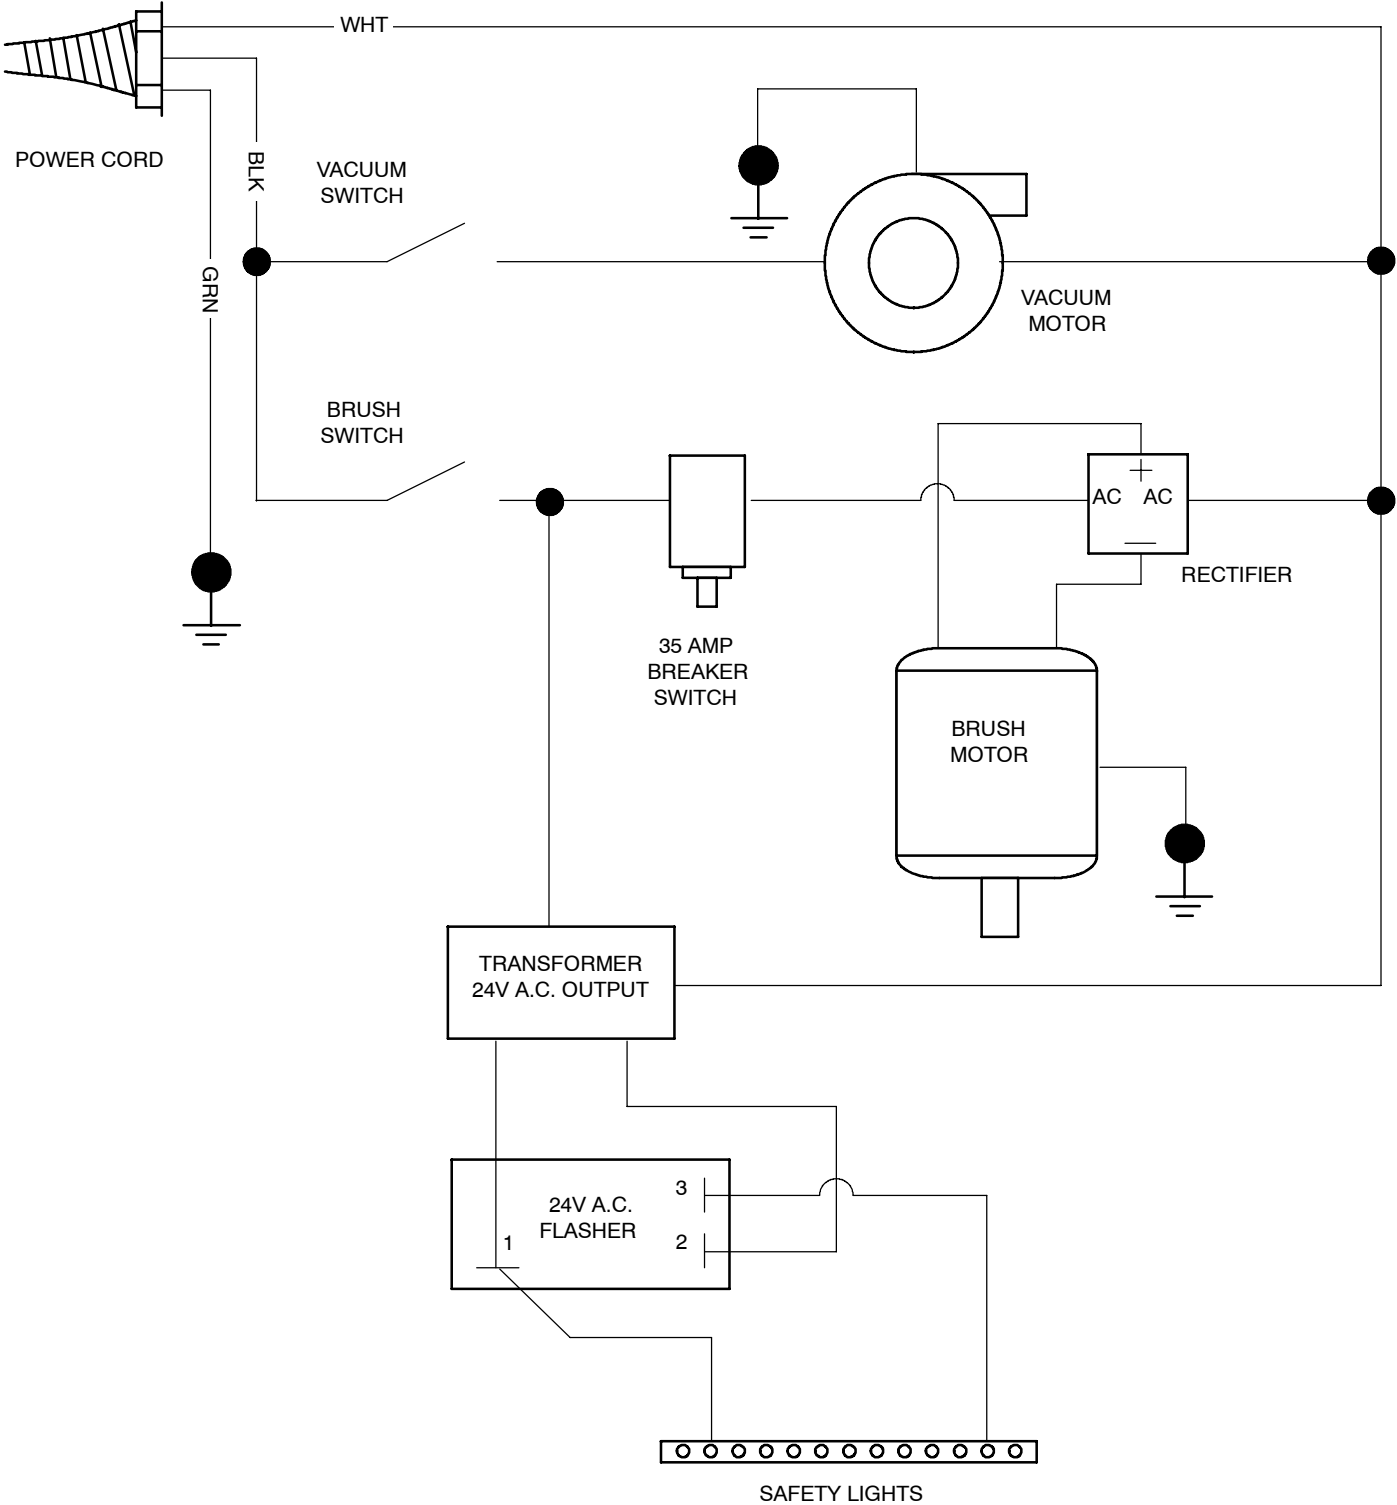 WHT
POWER CORD
BLK
VACUUM
SWITCH
GRN
VACUUM
MOTOR
BRUSH
SWITCH
+
AC AC
—
RECTIFIER
35 AMP
BREAKER
SWITCH
BRUSH
MOTOR
TRANSFORMER
24V A.C. OUTPUT
3
24V A.C.
FLASHER
1
2
SAFETY LIGHTS